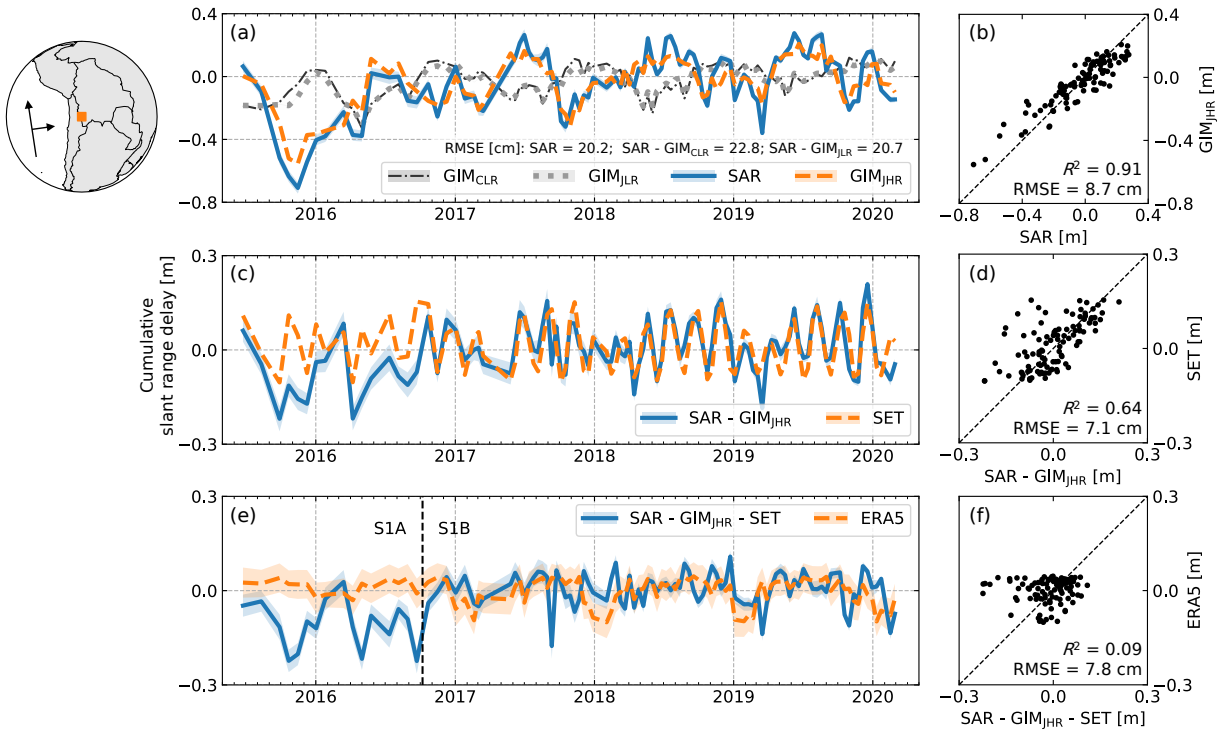 (a)
0.4
0.0
−0.4
−0.8
RMSE [cm]: SAR = 20.2; SAR - GIM_CLR = 22.8; SAR - GIM_JLR = 20.7
GIM_CLR GIM_JLR SAR GIM_JHR
2016 2017 2018 2019 2020
(b)
0.4
0.0
−0.4
−0.8
GIM_JHR [m]
R² = 0.91
RMSE = 8.7 cm
−0.8 −0.4 0.0 0.4
SAR [m]
Cumulative
slant range delay [m]
(c)
0.3
0.0
−0.3
SAR - GIM_JHR SET
2016 2017 2018 2019 2020
(d)
0.3
0.0
−0.3
SET [m]
R² = 0.64
RMSE = 7.1 cm
−0.3 0.0 0.3
SAR - GIM_JHR [m]
(e)
0.3
0.0
−0.3
S1A S1B
SAR - GIM_JHR - SET ERA5
2016 2017 2018 2019 2020
(f)
0.3
0.0
−0.3
ERA5 [m]
R² = 0.09
RMSE = 7.8 cm
−0.3 0.0 0.3
SAR - GIM_JHR - SET [m]